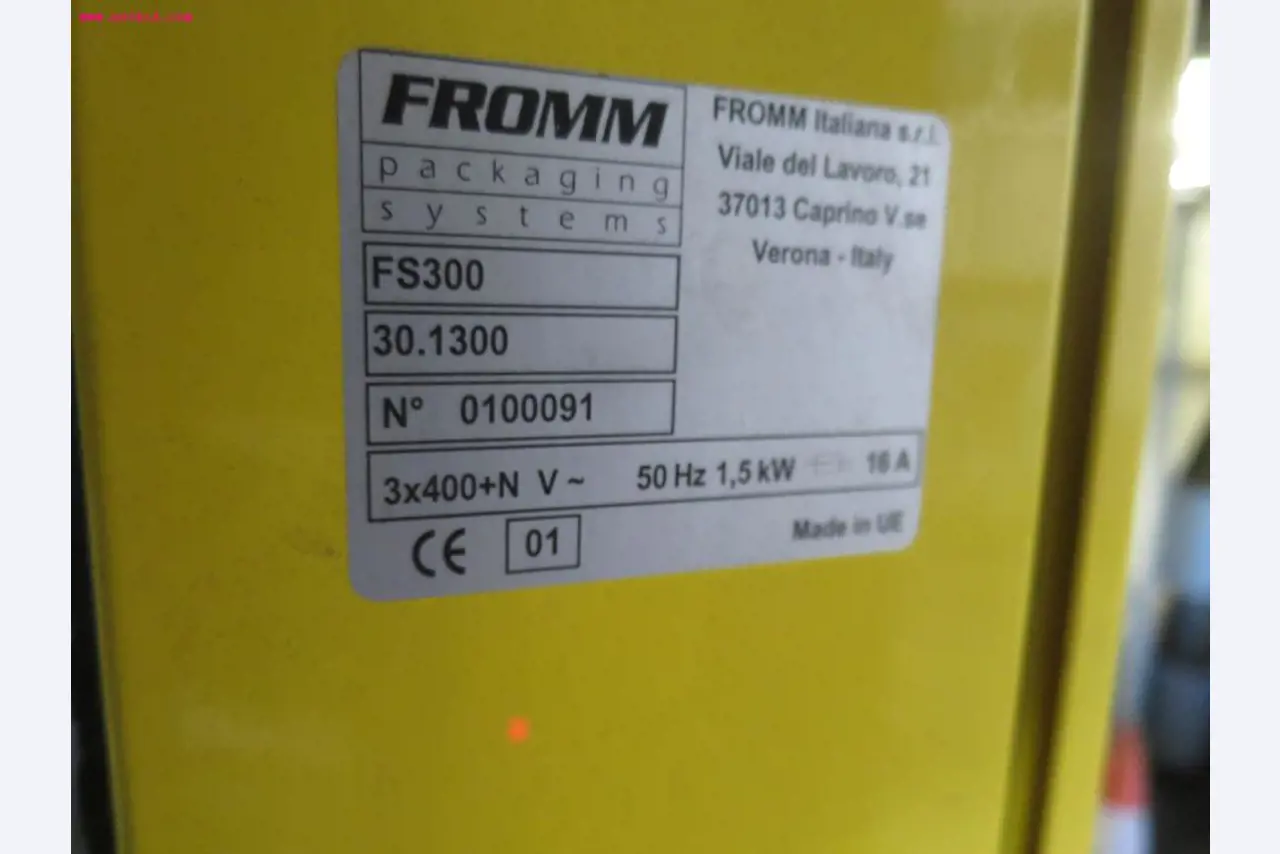 FROMM
packaging
systems
FROMM Italiana s.r.l.
Viale del Lavoro, 21
37013 Caprino V.se
Verona - Italy
FS300
30.1300
N° 0100091
3x400+N V ~ 50 Hz 1,5 kW 16 A
CE 01
Made in UE